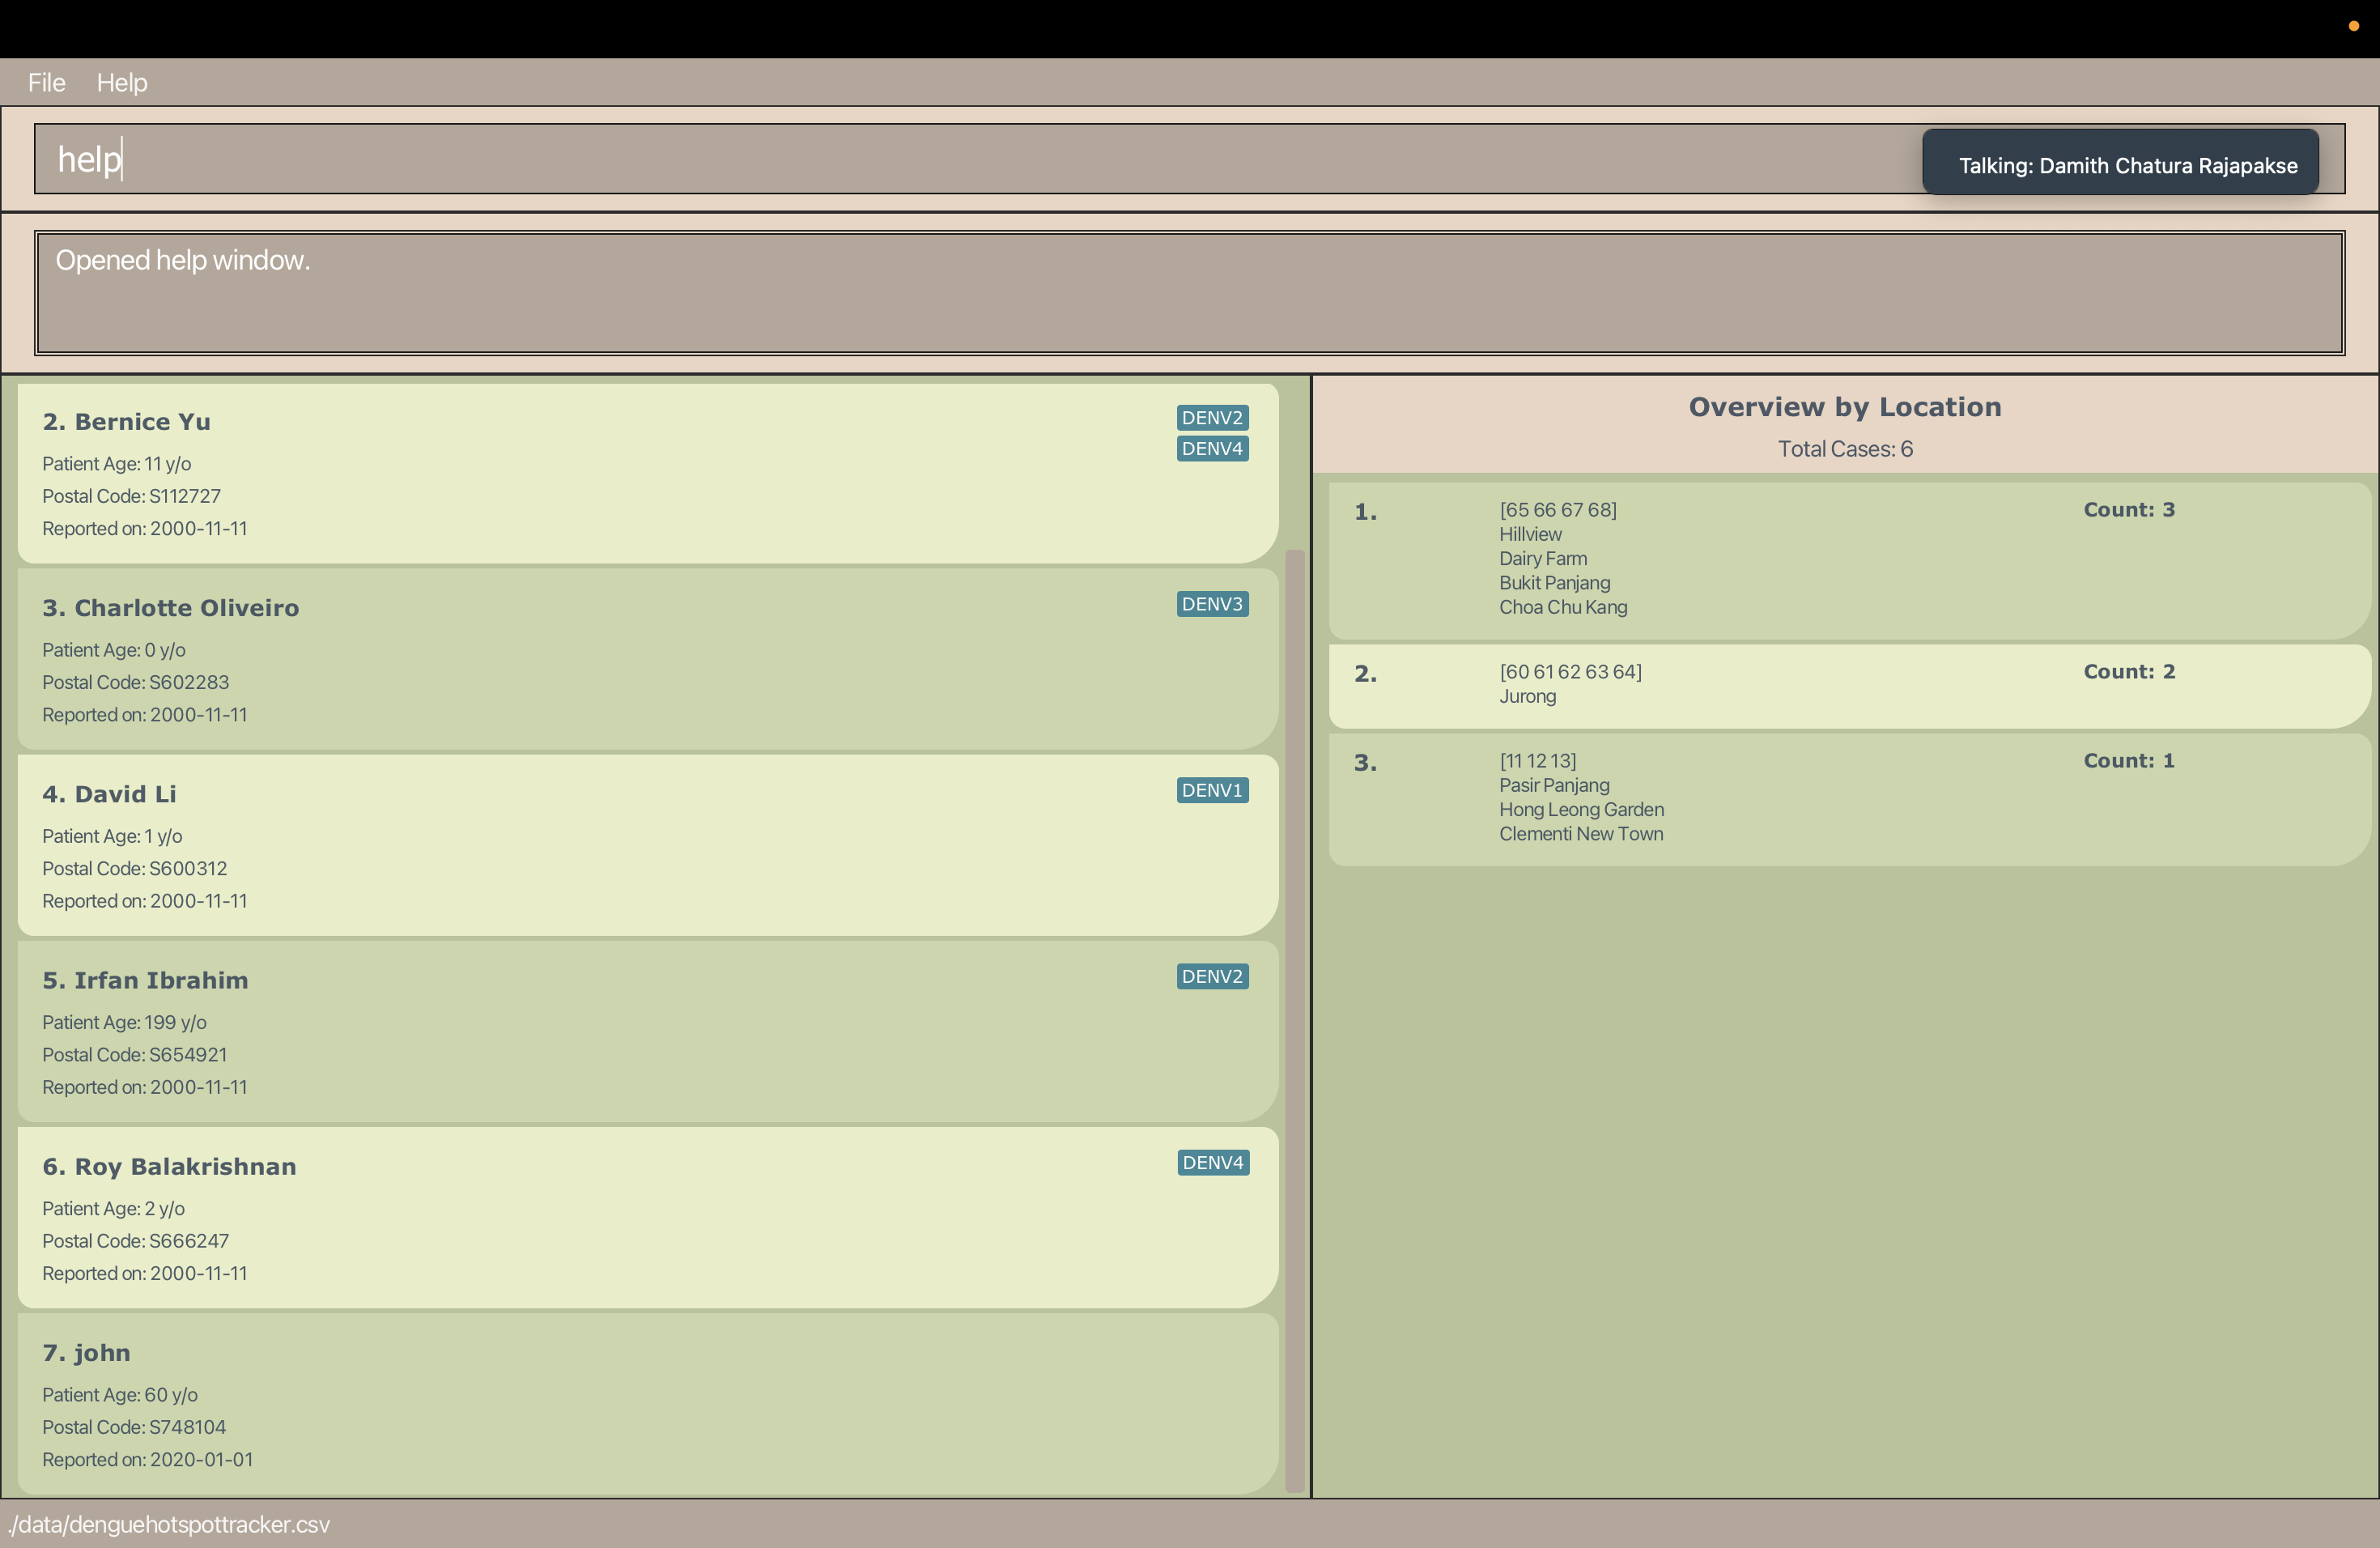 File Help
help
Talking: Damith Chatura Rajapakse
Opened help window.
2. Bernice Yu
DENV2
DENV4
Patient Age: 11 y/o
Postal Code: S112727
Reported on: 2000-11-11
3. Charlotte Oliveiro
DENV3
Patient Age: 0 y/o
Postal Code: S602283
Reported on: 2000-11-11
4. David Li
DENV1
Patient Age: 1 y/o
Postal Code: S600312
Reported on: 2000-11-11
5. Irfan Ibrahim
DENV2
Patient Age: 199 y/o
Postal Code: S654921
Reported on: 2000-11-11
6. Roy Balakrishnan
DENV4
Patient Age: 2 y/o
Postal Code: S666247
Reported on: 2000-11-11
7. john
Patient Age: 60 y/o
Postal Code: S748104
Reported on: 2020-01-01
Overview by Location
Total Cases: 6
1. [65 66 67 68] Count: 3
Hillview
Dairy Farm
Bukit Panjang
Choa Chu Kang
2. [60 61 62 63 64] Count: 2
Jurong
3. [11 12 13] Count: 1
Pasir Panjang
Hong Leong Garden
Clementi New Town
./data/denguehotspottracker.csv